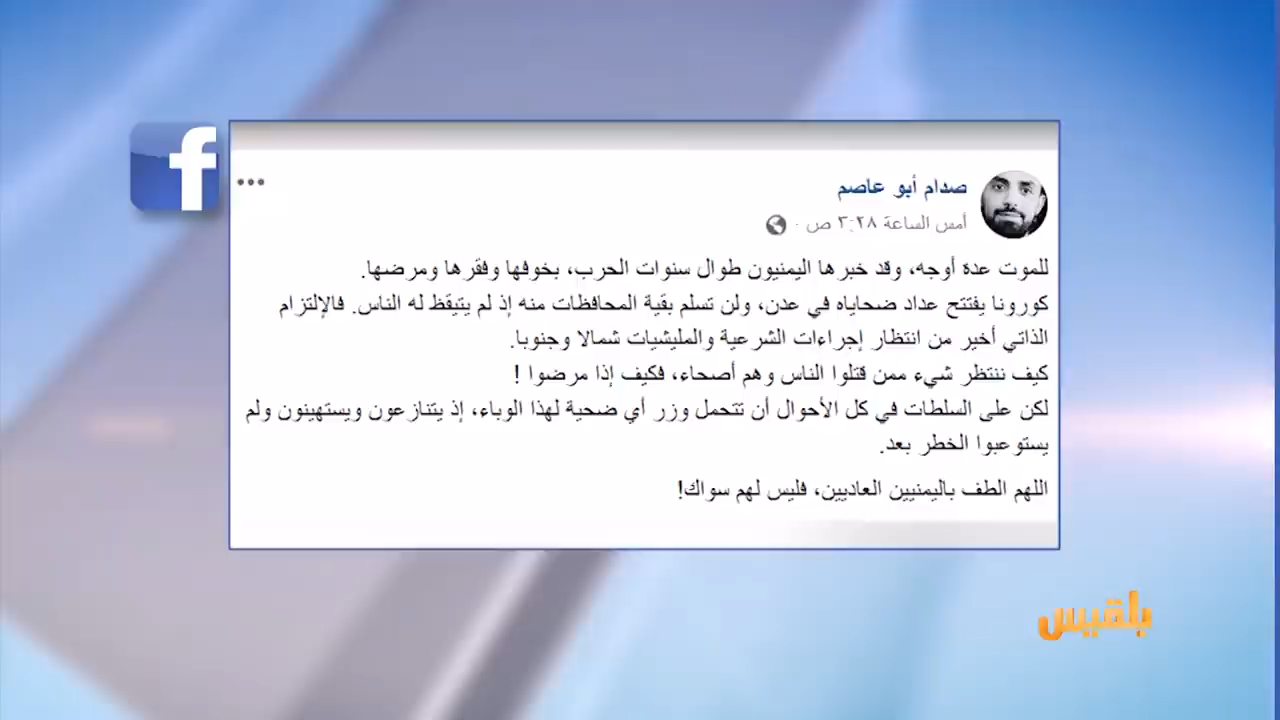 f
صدام أبو عاصم
أمس الساعة ٣:٢٨ ص ·
للموت عدة أوجه، وقد خبرها اليمنيون طوال سنوات الحرب، بخوفها وفقرها ومرضها.
كورونا يفتتح عداد ضحاياه في عدن، ولن تسلم بقية المحافظات منه إذ لم يتيقظ له الناس. فالإلتزام
الذاتي أخير من انتظار إجراءات الشرعية والمليشيات شمالا وجنوبا.
كيف ننتظر شيء ممن قتلوا الناس وهم أصحاء، فكيف إذا مرضوا !
لكن على السلطات في كل الأحوال أن تتحمل وزر أي ضحية لهذا الوباء، إذ يتنازعون ويستهينون ولم
يستوعبوا الخطر بعد.
اللهم الطف باليمنيين العاديين، فليس لهم سواك!
بلقيس